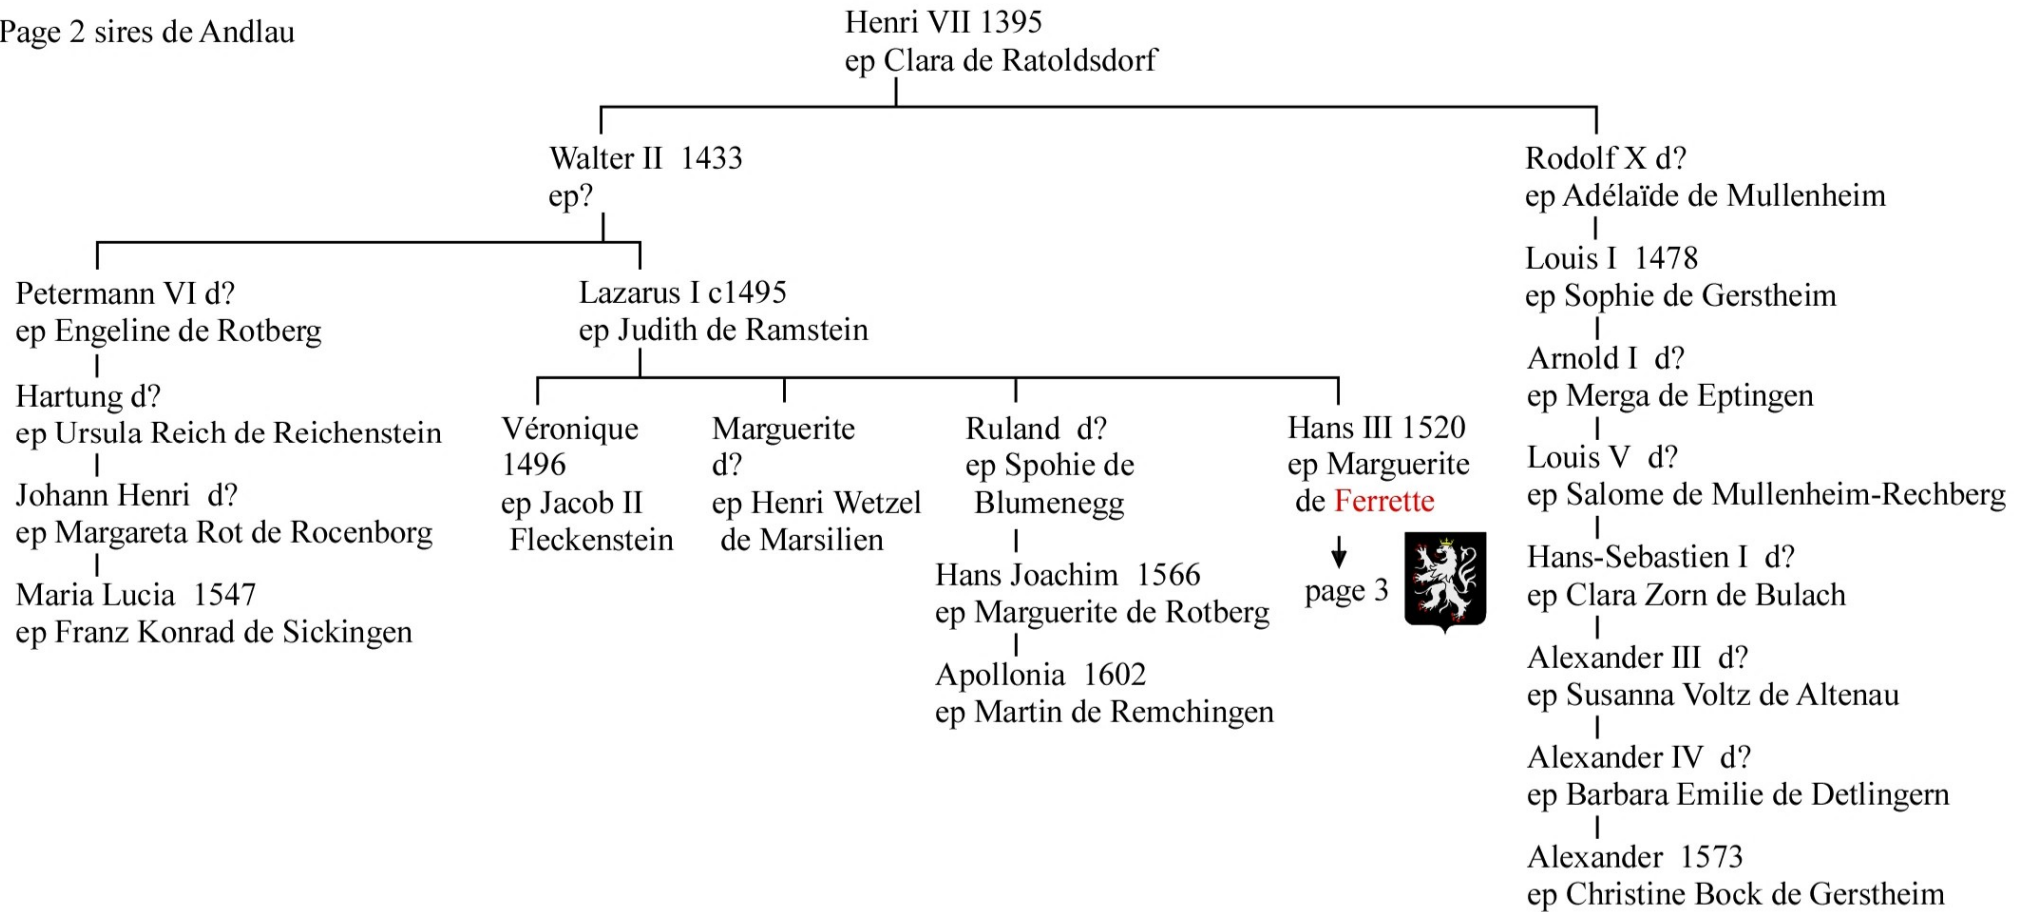 Page 2 sires de Andlau
Henri VII 1395
ep Clara de Ratoldsdorf
Walter II 1433
ep?
Rodolf X d?
ep Adélaïde de Mullenheim
Petermann VI d?
ep Engeline de Rotberg
Hartung d?
ep Ursula Reich de Reichenstein
Johann Henri d?
ep Margareta Rot de Rocenborg
Maria Lucia 1547
ep Franz Konrad de Sickingen
Lazarus I c1495
ep Judith de Ramstein
Véronique
1496
ep Jacob II
Fleckenstein
Marguerite
d?
ep Henri Wetzel
de Marsilien
Ruland d?
ep Spohie de
Blumenegg
Hans Joachim 1566
ep Marguerite de Rotberg
Apollonia 1602
ep Martin de Remchingen
Hans III 1520
ep Marguerite
de Ferrette
page 3
Louis I 1478
ep Sophie de Gerstheim
Arnold I d?
ep Merga de Eptingen
Louis V d?
ep Salome de Mullenheim-Rechberg
Hans-Sebastien I d?
ep Clara Zorn de Bulach
Alexander III d?
ep Susanna Voltz de Altenau
Alexander IV d?
ep Barbara Emilie de Detlingern
Alexander 1573
ep Christine Bock de Gerstheim